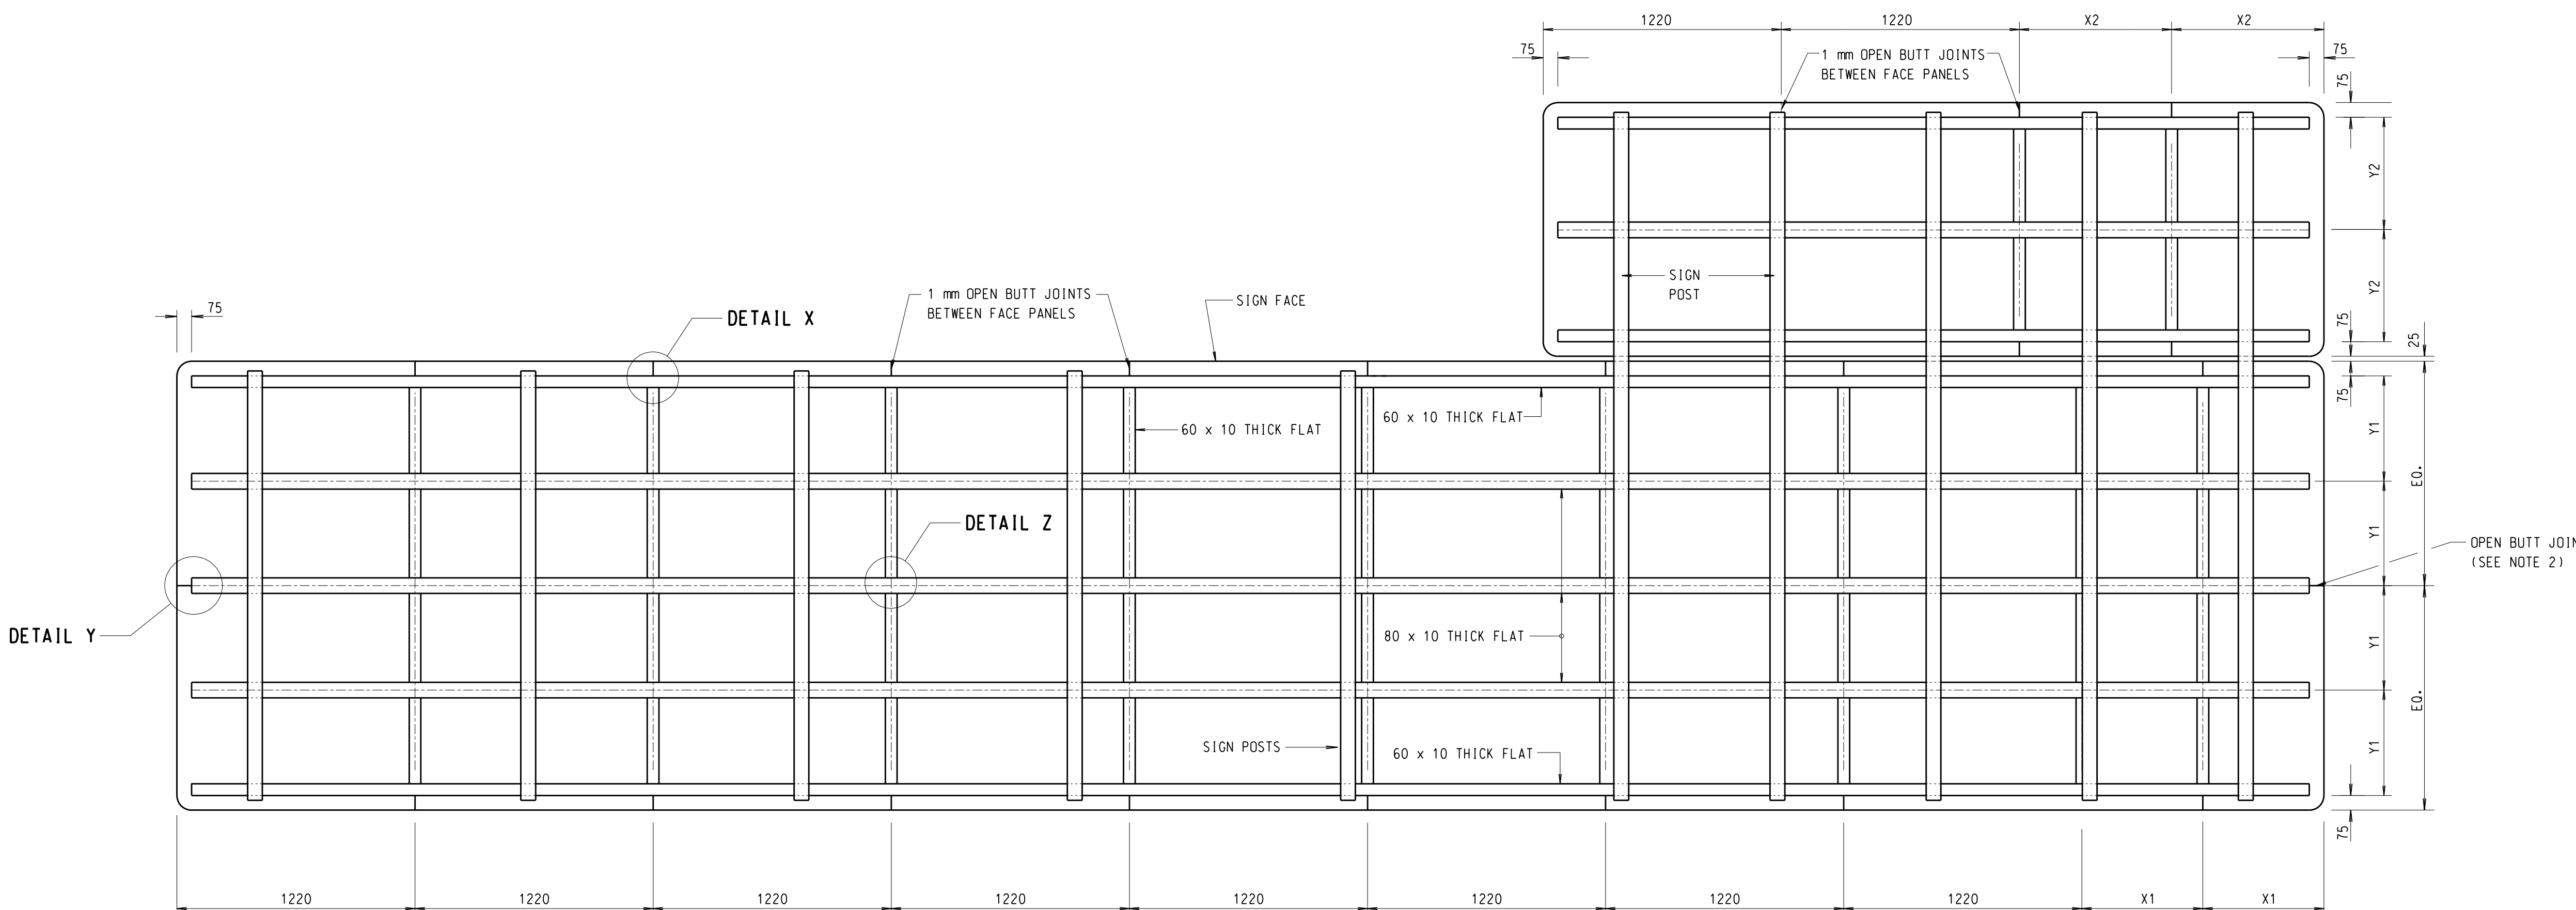 1220
1220
X2
X2
75
1 mm OPEN BUTT JOINTS
BETWEEN FACE PANELS
75
75
Y2
SIGN
POST
Y2
75
25
75
DETAIL X
1 mm OPEN BUTT JOINTS
BETWEEN FACE PANELS
SIGN FACE
75
60 x 10 THICK FLAT
60 x 10 THICK FLAT
Y1
EQ.
DETAIL Z
Y1
OPEN BUTT JOIN
(SEE NOTE 2)
DETAIL Y
80 x 10 THICK FLAT
Y1
EQ.
SIGN POSTS
60 x 10 THICK FLAT
Y1
75
1220
1220
1220
1220
1220
1220
1220
1220
X1
X1